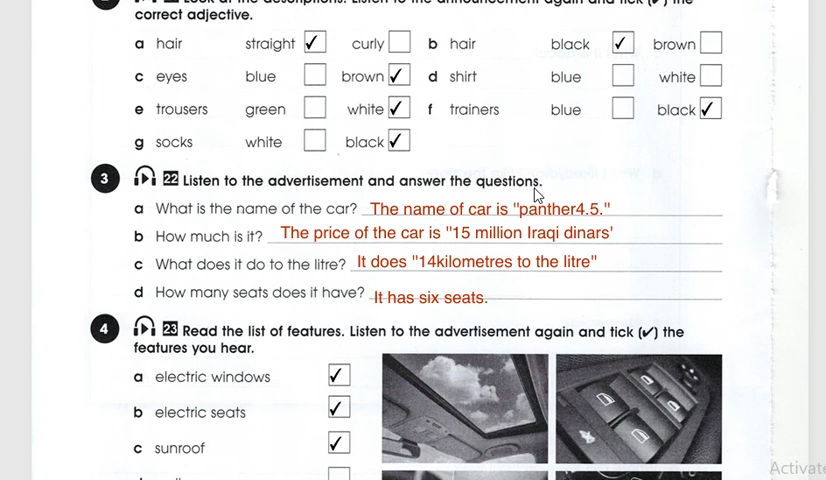 correct adjective.
a hair straight ✓ curly b hair black ✓ brown
c eyes blue brown ✓ d shirt blue white
e trousers green white ✓ f trainers blue black ✓
g socks white black ✓
3 22 Listen to the advertisement and answer the questions.
a What is the name of the car? The name of car is "panther4.5."
b How much is it? The price of the car is "15 million Iraqi dinars'
c What does it do to the litre? It does "14kilometres to the litre"
d How many seats does it have? It has six seats.
4 23 Read the list of features. Listen to the advertisement again and tick (✓) the
features you hear.
a electric windows ✓
b electric seats ✓
c sunroof ✓
Activate